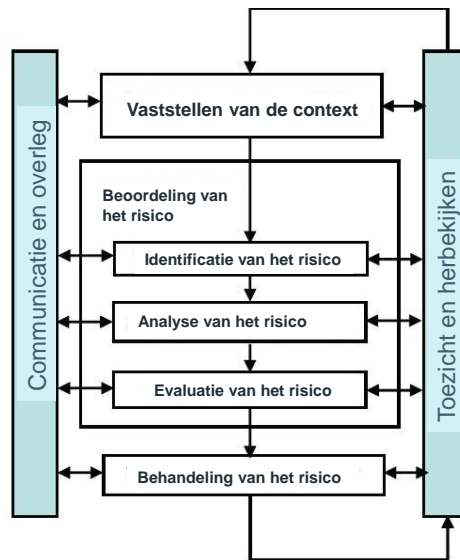 Communicatie en overleg
Vaststellen van de context
Beoordeling van
het risico
Identificatie van het risico
Analyse van het risico
Evaluatie van het risico
Behandeling van het risico
Toezicht en herbekijken